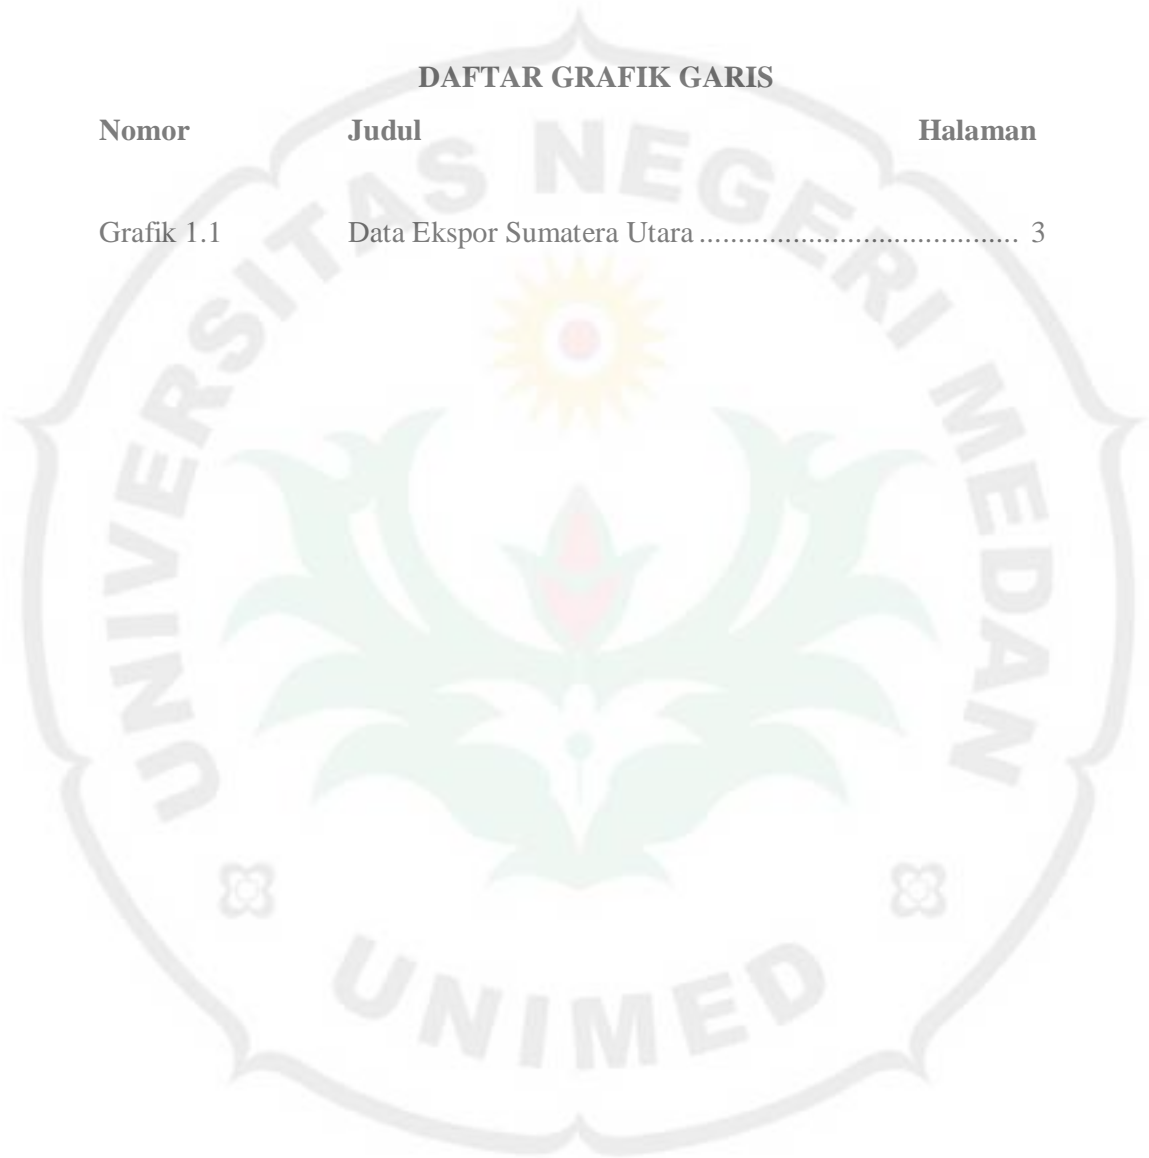 DAFTAR GRAFIK GARIS
Nomor Judul Halaman
Grafik 1.1 Data Ekspor Sumatera Utara ......................................... 3
UNIVERSITAS NEGERI MEDAN
UNIMED